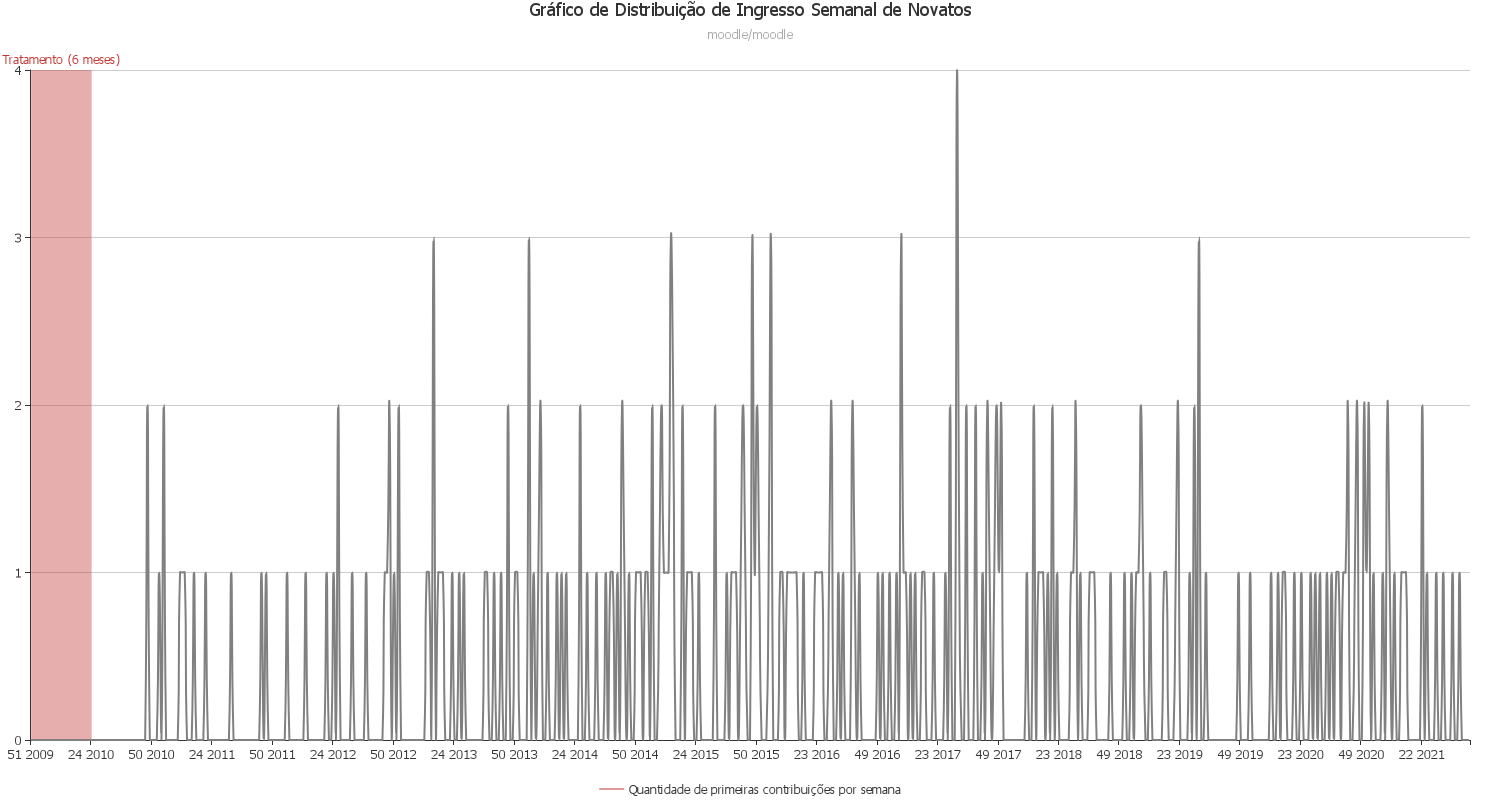 Gráfico de Distribuição de Ingresso Semanal de Novatos
moodle/moodle
Tratamento (6 meses)
4
3
2
1
0
51 2009 24 2010 50 2010 24 2011 50 2011 24 2012 50 2012 24 2013 50 2013 24 2014 50 2014 24 2015 50 2015 23 2016 49 2016 23 2017 49 2017 23 2018 49 2018 23 2019 49 2019 23 2020 49 2020 22 2021
Quantidade de primeiras contribuições por semana